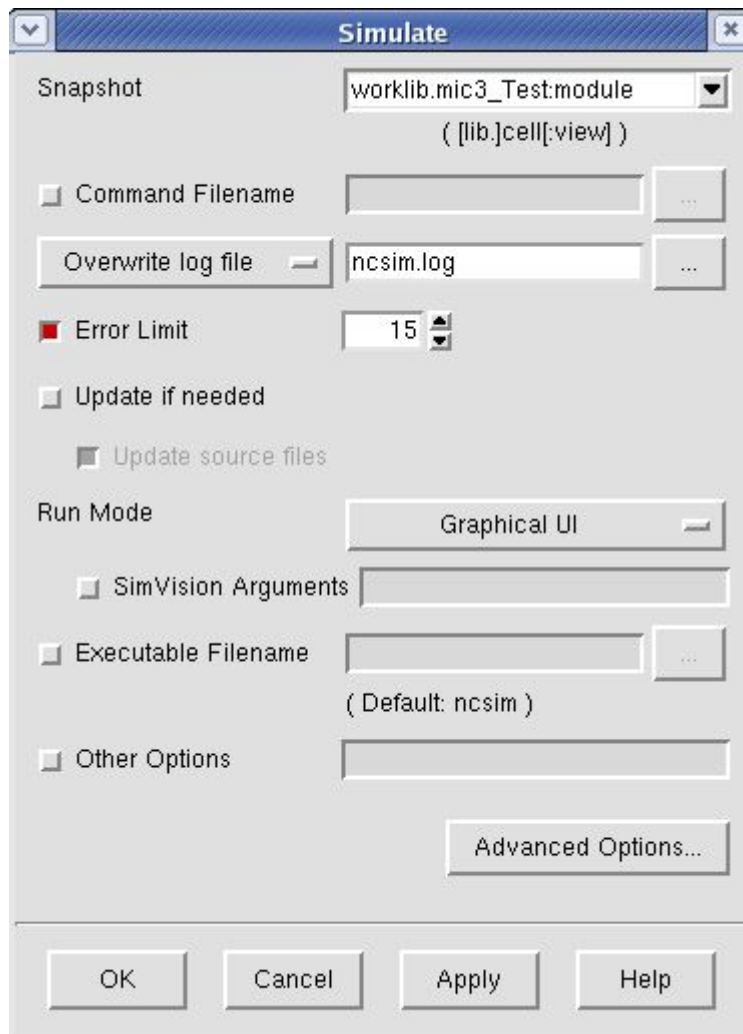 Simulate
Snapshot worklib.mic3_Test:module
( [lib.]cell[:view] )
Command Filename ...
Overwrite log file ncsim.log ...
Error Limit 15
Update if needed
Update source files
Run Mode Graphical UI
SimVision Arguments
Executable Filename ...
( Default: ncsim )
Other Options
Advanced Options...
OK Cancel Apply Help